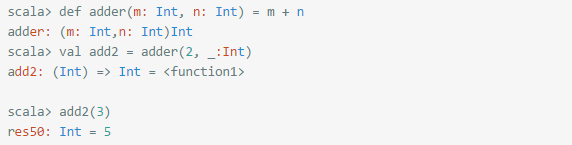 scala> def adder(m: Int, n: Int) = m + n
adder: (m: Int,n: Int)Int
scala> val add2 = adder(2, _:Int)
add2: (Int) => Int = <function1>
scala> add2(3)
res50: Int = 5